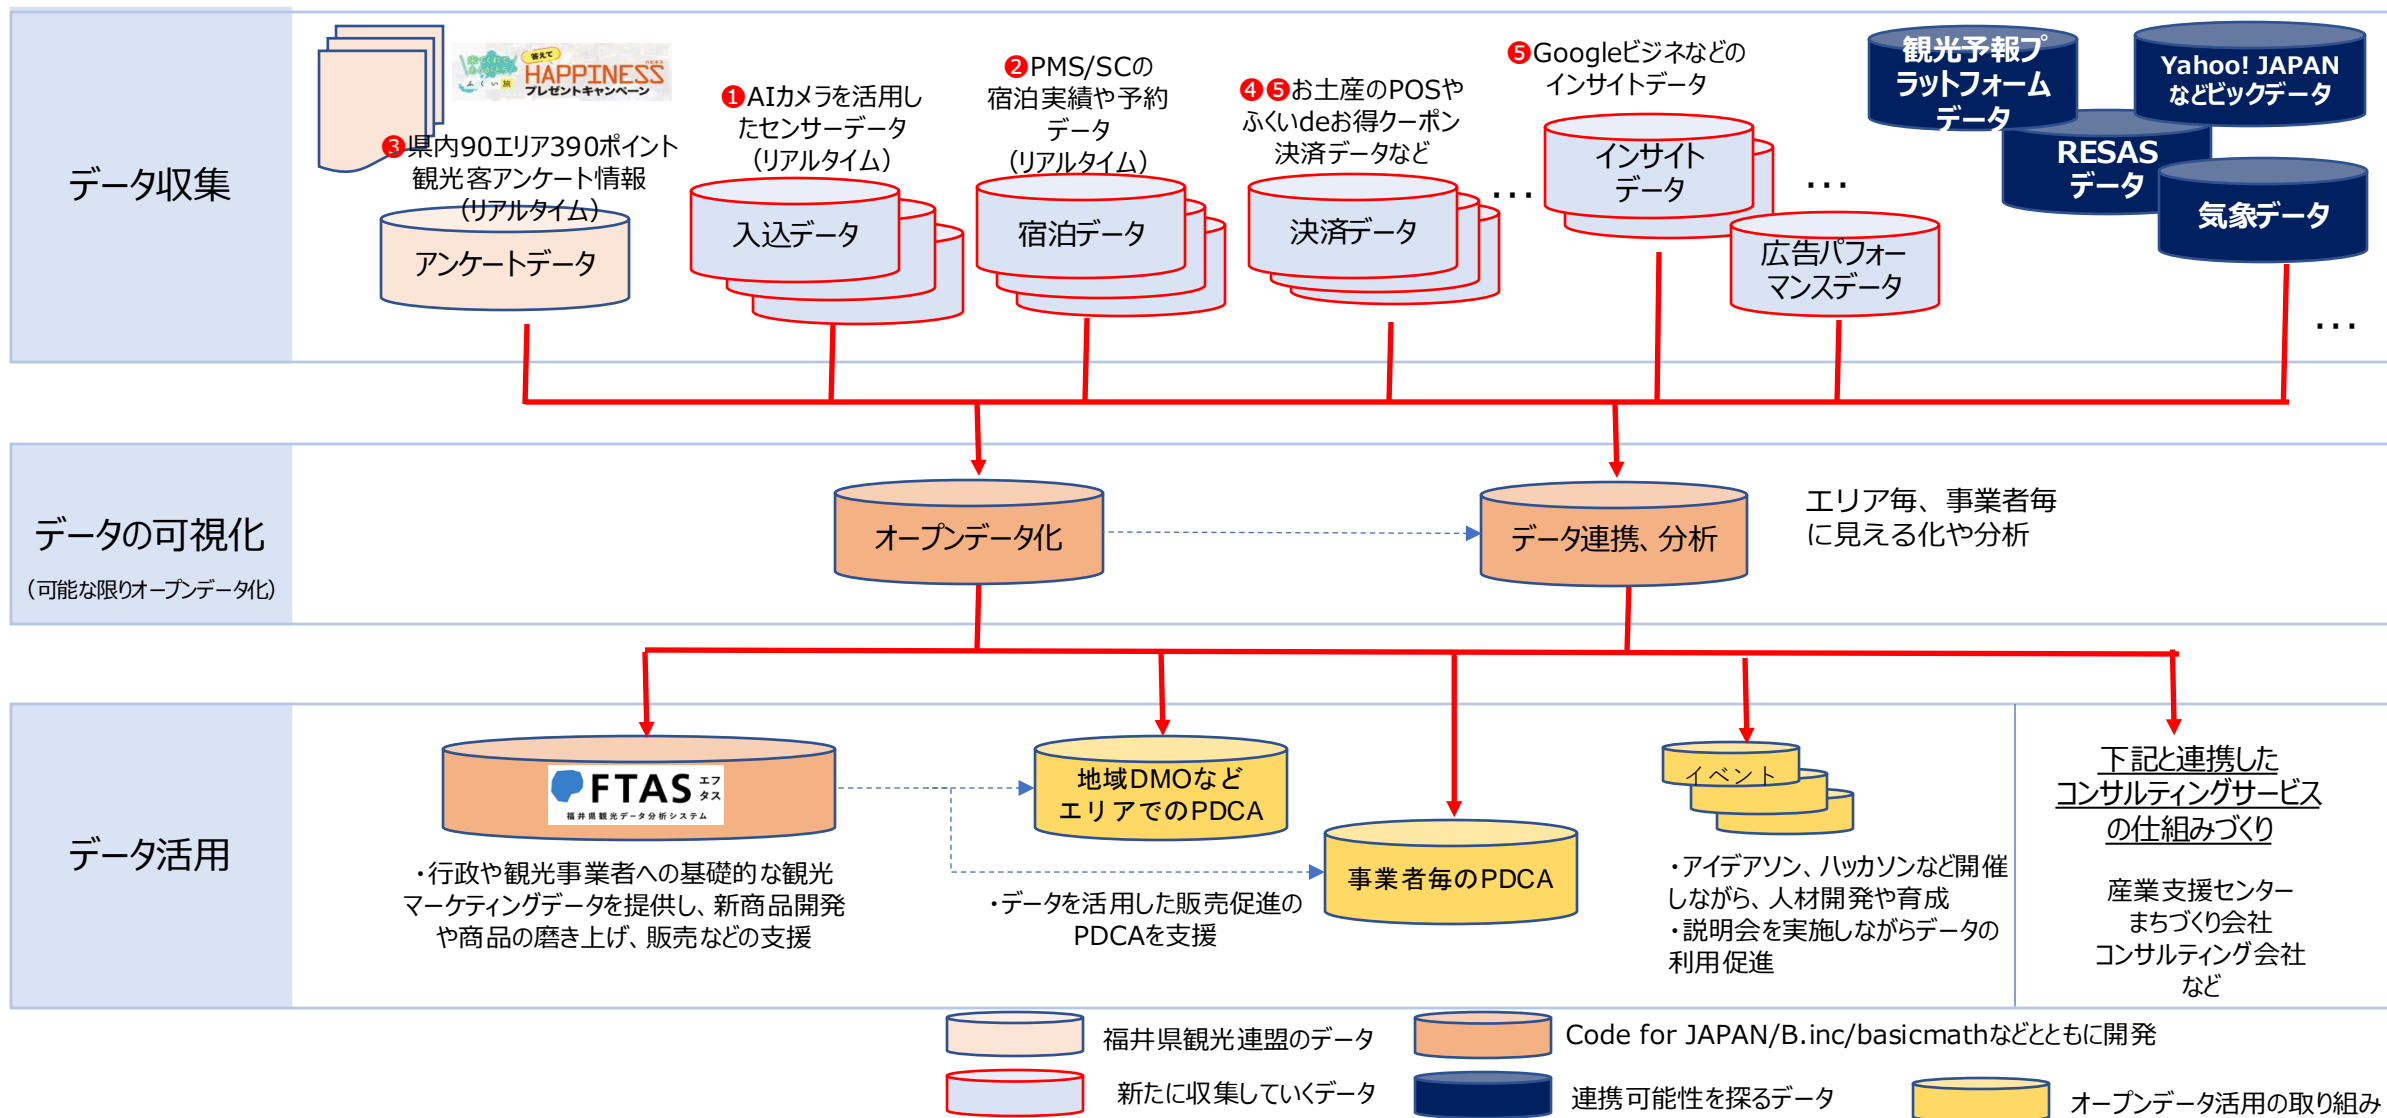 データ収集
答えて
ハピネス
HAPPINESS
ふくい旅
プレゼントキャンペーン
❸県内90エリア390ポイント
観光客アンケート情報
（リアルタイム）
アンケートデータ
❶AIカメラを活用し
たセンサーデータ
（リアルタイム）
入込データ
❷PMS/SCの
宿泊実績や予約
データ
（リアルタイム）
宿泊データ
❹❺お土産のPOSや
ふくいdeお得クーポン
決済データなど
決済データ
…
❺Googleビジネなどの
インサイトデータ
インサイト
データ
…
広告パフォー
マンスデータ
観光予報プ
ラットフォーム
データ
Yahoo! JAPAN
などビックデータ
RESAS
データ
気象データ
…
データの可視化
（可能な限りオープンデータ化）
オープンデータ化
データ連携、分析
エリア毎、事業者毎
に見える化や分析
データ活用
FTAS エフタス
福井県観光データ分析システム
・行政や観光事業者への基礎的な観光
マーケティングデータを提供し、新商品開発
や商品の磨き上げ、販売などの支援
地域DMOなど
エリアでのPDCA
・データを活用した販売促進の
PDCAを支援
事業者毎のPDCA
イベント
・アイデアソン、ハッカソンなど開催
しながら、人材開発や育成
・説明会を実施しながらデータの
利用促進
下記と連携した
コンサルティングサービス
の仕組みづくり
産業支援センター
まちづくり会社
コンサルティング会社
など
福井県観光連盟のデータ
Code for JAPAN/B.inc/basicmathなどとともに開発
新たに収集していくデータ
連携可能性を探るデータ
オープンデータ活用の取り組み